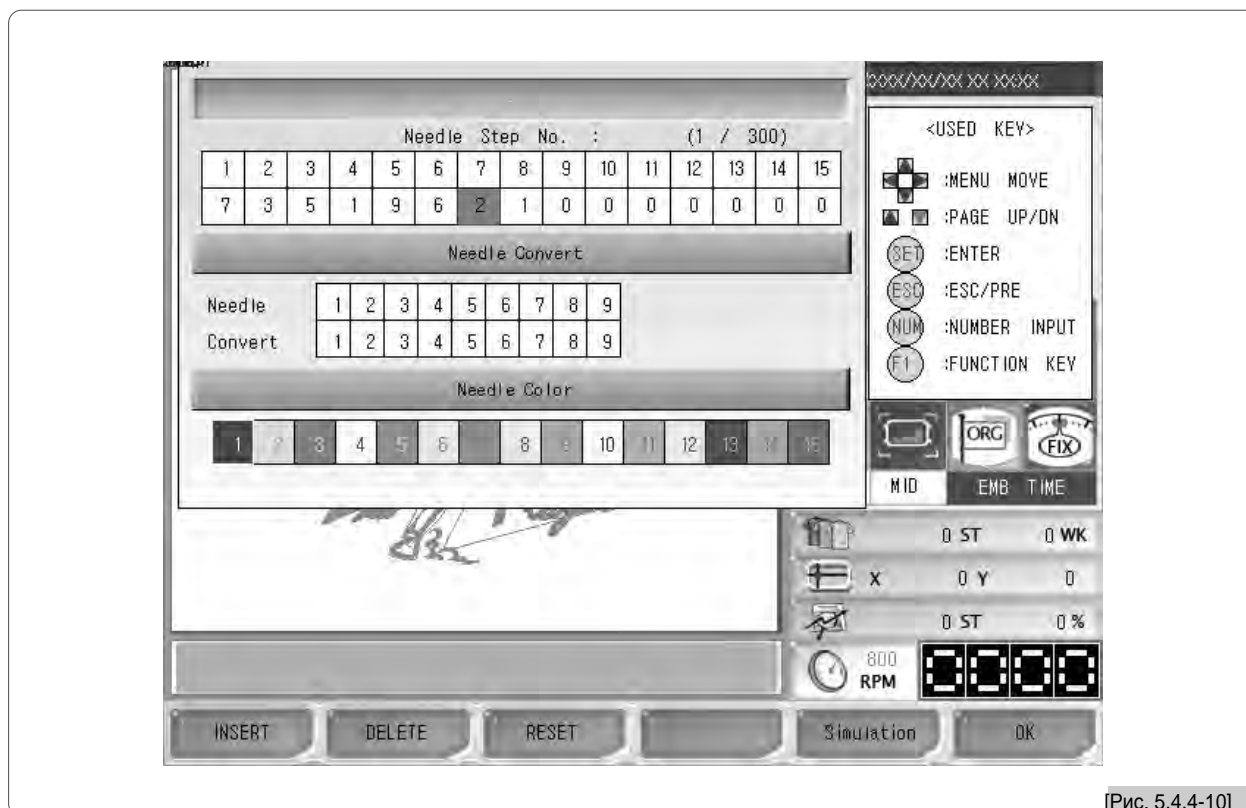 XXXX/XX/XX XX XX:XX
Needle Step No. : (1 / 300)
1 2 3 4 5 6 7 8 9 10 11 12 13 14 15
7 3 5 1 9 6 2 1 0 0 0 0 0 0 0
Needle Convert
Needle 1 2 3 4 5 6 7 8 9
Convert 1 2 3 4 5 6 7 8 9
Needle Color
1 2 3 4 5 6 8 9 10 11 12 13 14 15
<USED KEY>
:MENU MOVE
:PAGE UP/DN
SET :ENTER
ESC :ESC/PRE
NUM :NUMBER INPUT
F1 :FUNCTION KEY
ORG FIX
MID EMB TIME
0 ST 0 WK
X 0 Y 0
0 ST 0 %
800
RPM 0000
INSERT DELETE RESET Simulation OK
[Рис. 5.4.4-10]